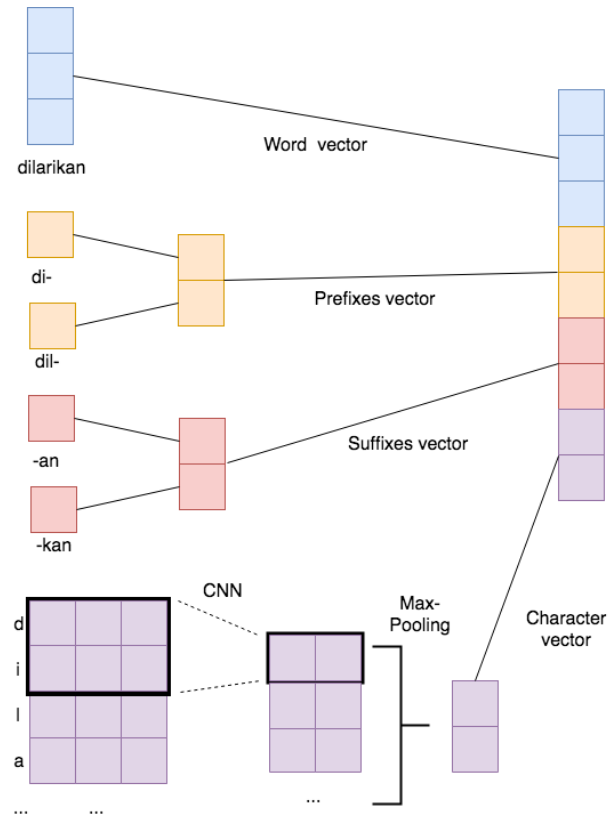 dilarikan
Word vector
di-
dil-
Prefixes vector
-an
-kan
Suffixes vector
CNN
d
i
l
a
...
...
...
Max-
Pooling
Character
vector